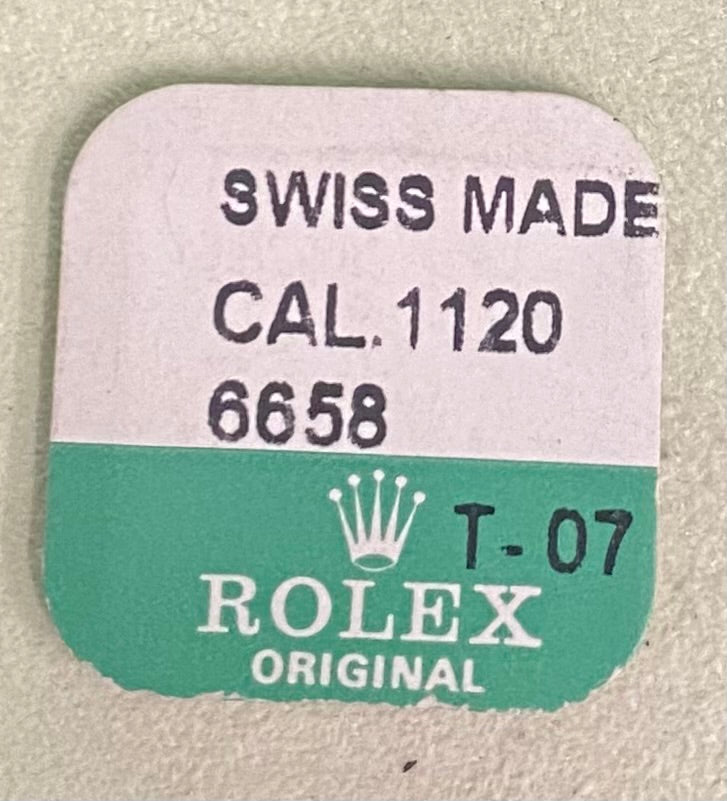 SWISS MADE
CAL. 1120
6658
T-07
ROLEX
ORIGINAL